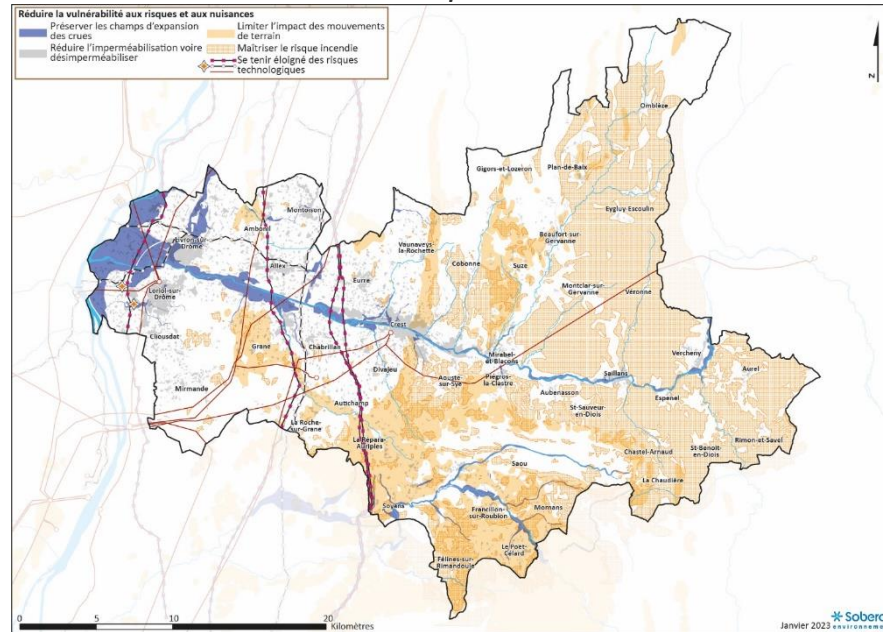 Réduire la vulnérabilité aux risques et aux nuisances
Préserver les champs d'expansion
des crues
Réduire l'imperméabilisation voire
désimperméabiliser
Limiter l'impact des mouvements
de terrain
Maîtriser le risque incendie
Se tenir éloigné des risques
technologiques
N
Omblèse
Gigors-et-Lozeron
Plan-de-Baix
Montoison
Ambonil
Eygluy-Escoulin
Livron-sur-
Drôme
Vaunaveys-
la-Rochette
Beaufort-sur-
Gervanne
Cobonne
Suze
Allex
Eurre
Montclar-sur-
Gervanne
Véronne
Loriol-sur-
Drôme
Crest
Cliousclat
Grane
Chabrillan
Mirabel-et-Blacons
Vercheny
Divajeu
Aouste-
sur-Sye
Piégros-
la-Clastre
Saillans
Aurel
Mirmande
Aubenasson
Espenel
Autichamp
St-Sauveur-
en-Diois
La Roche-
sur-Grane
La Répara-
Auriples
Chastel-Arnaud
St-Benoit-
en-Diois
Rimon-et-Savel
Saou
La Chaudière
Soyans
Francillon-
sur-Roubion
Mornans
Le Poët-
Célard
Félines-sur-
Rimandoule
0 5 10 20
Kilomètres
Janvier 2023
Soberco
environnement